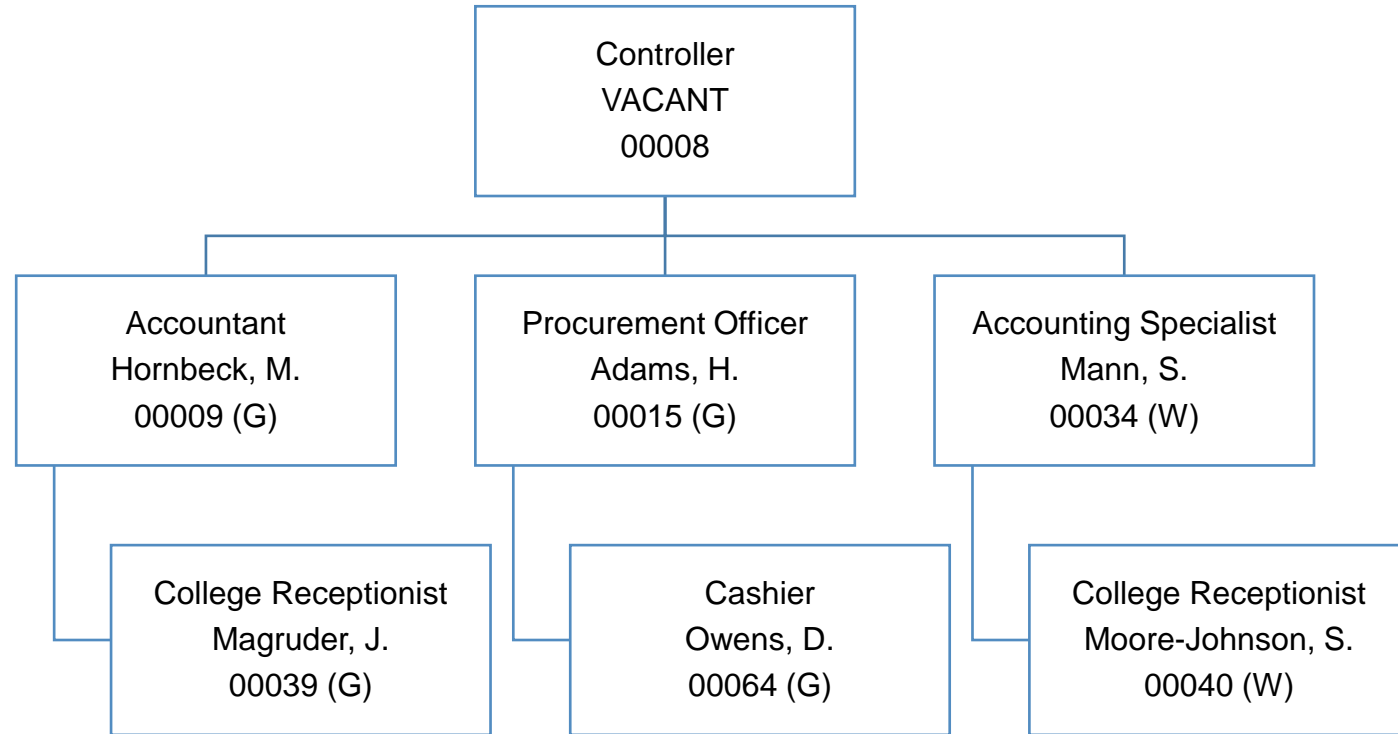 Controller
VACANT
00008
Accountant
Hornbeck, M.
00009 (G)
Procurement Officer
Adams, H.
00015 (G)
Accounting Specialist
Mann, S.
00034 (W)
College Receptionist
Magruder, J.
00039 (G)
Cashier
Owens, D.
00064 (G)
College Receptionist
Moore-Johnson, S.
00040 (W)